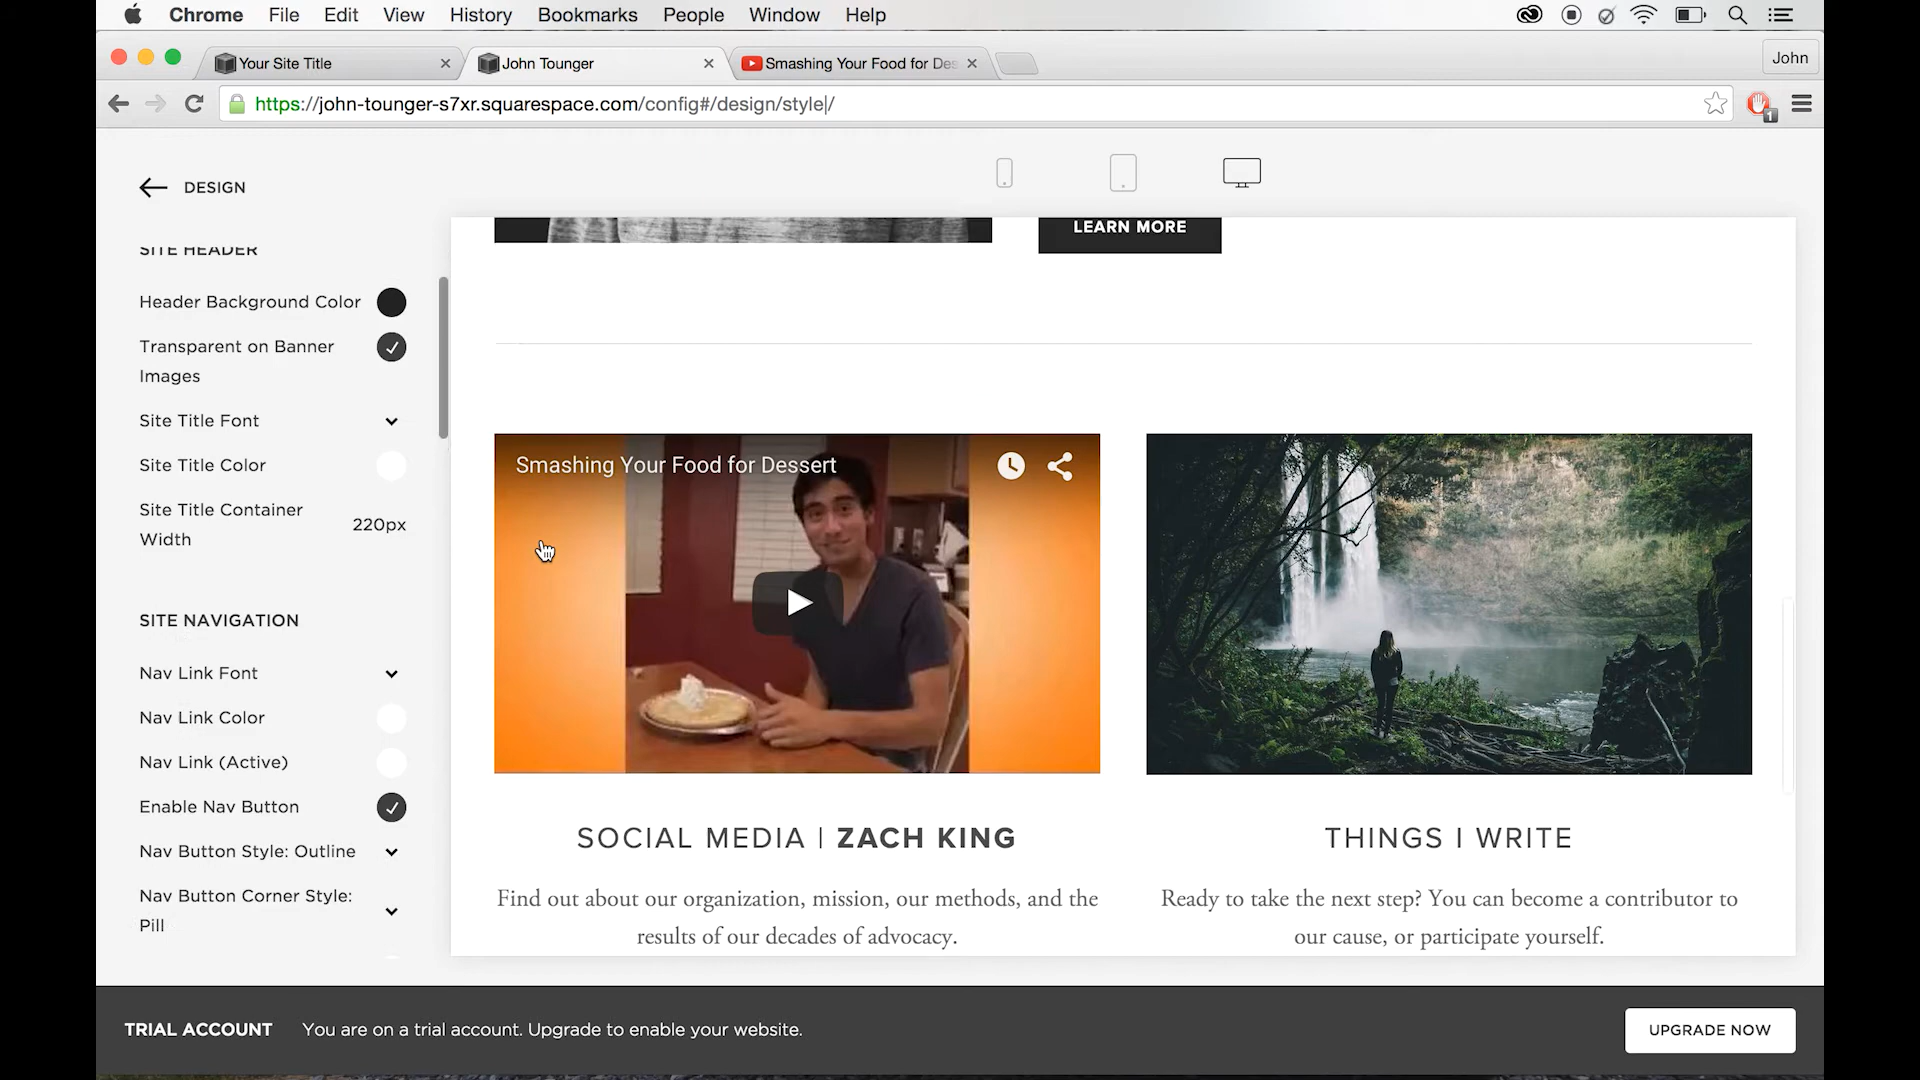 Chrome File Edit View History Bookmarks People Window Help
Your Site Title
John Tounger
Smashing Your Food for Des
John
https://john-tounger-s7xr.squarespace.com/config#/design/style/
1
DESIGN
SITE HEADER
Header Background Color
Transparent on Banner
Images
Site Title Font
Site Title Color
Site Title Container
Width
220px
SITE NAVIGATION
Nav Link Font
Nav Link Color
Nav Link (Active)
Enable Nav Button
Nav Button Style: Outline
Nav Button Corner Style:
Pill
LEARN MORE
Smashing Your Food for Dessert
SOCIAL MEDIA | ZACH KING
Find out about our organization, mission, our methods, and the
results of our decades of advocacy.
THINGS I WRITE
Ready to take the next step? You can become a contributor to
our cause, or participate yourself.
TRIAL ACCOUNT You are on a trial account. Upgrade to enable your website.
UPGRADE NOW